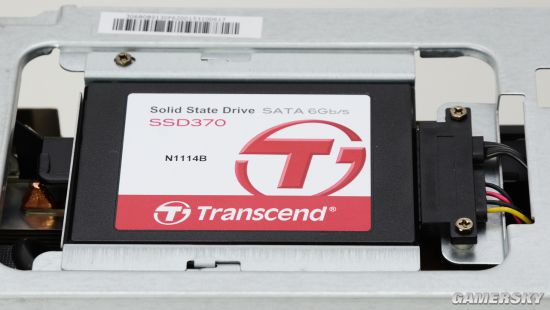 Solid State Drive SATA 6Gb/s
SSD370
N1114B
Transcend®
GAMERSKY